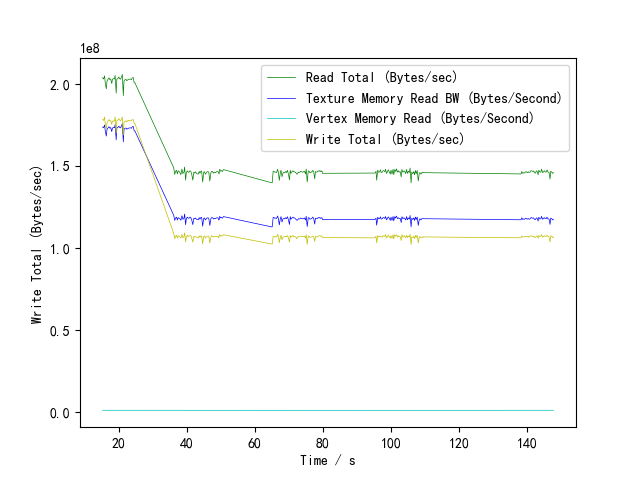 1e8
Read Total (Bytes/sec)
Texture Memory Read BW (Bytes/Second)
Vertex Memory Read (Bytes/Second)
Write Total (Bytes/sec)
2.0
1.5
1.0
0.5
0.0
Write Total (Bytes/sec)
20 40 60 80 100 120 140
Time / s